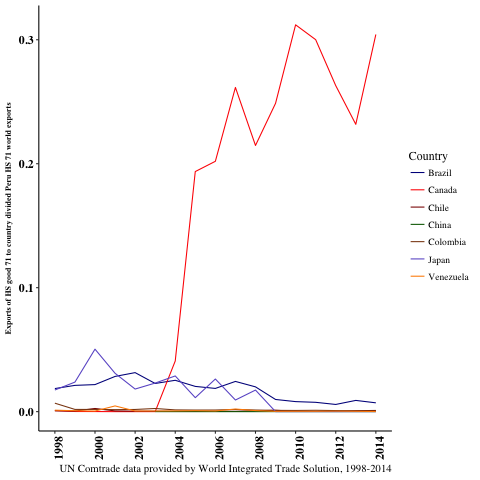 Exports of HS good 71 to country divided Peru HS 71 world exports
0.3
0.2
0.1
0.0
1998
2000
2002
2004
2006
2008
2010
2012
2014
UN Comtrade data provided by World Integrated Trade Solution, 1998-2014
Country
Brazil
Canada
Chile
China
Colombia
Japan
Venezuela